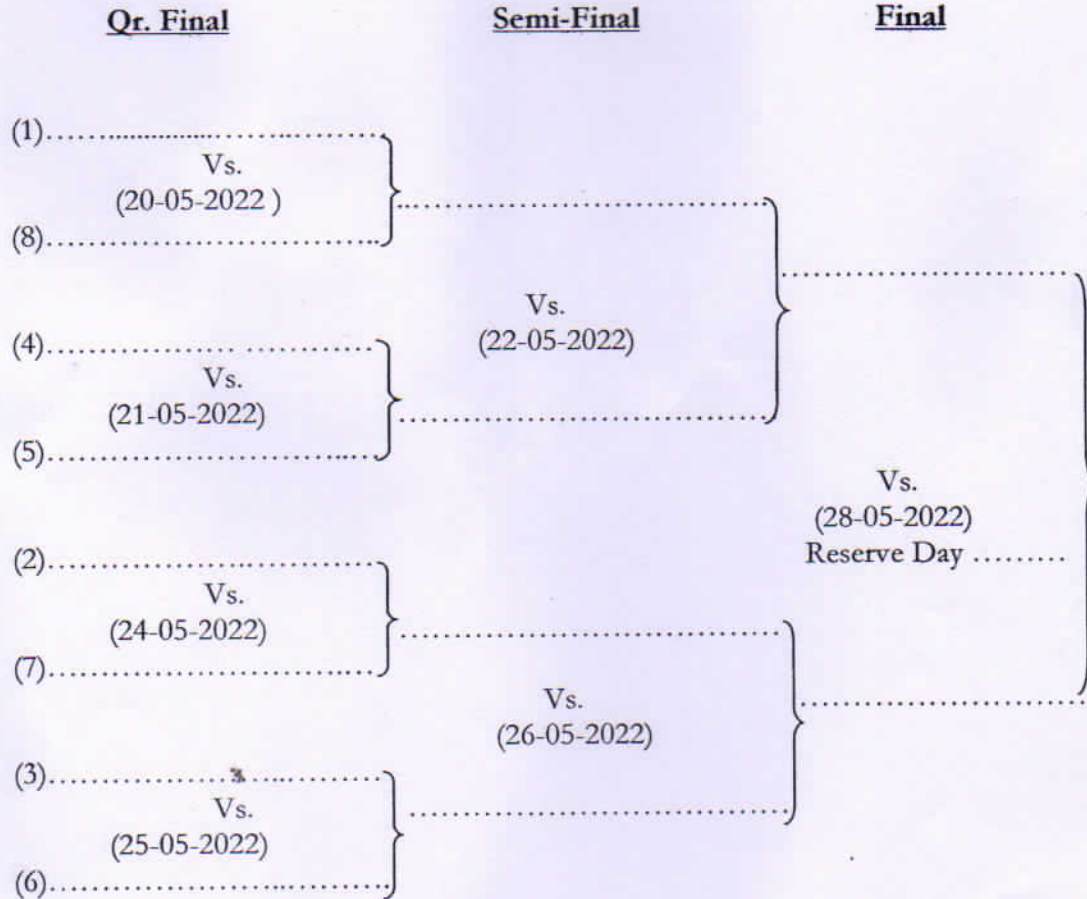 Qr. Final Semi-Final Final
(1)............................................
Vs.
(20-05-2022 )
(8)............................................
............................................
Vs.
(22-05-2022)
(4)............................................
Vs.
(21-05-2022)
(5)............................................
............................................
............................................
Vs.
(28-05-2022)
Reserve Day ..........
(2)............................................
Vs.
(24-05-2022)
(7)............................................
............................................
Vs.
(26-05-2022)
(3)............................................
Vs.
(25-05-2022)
(6)............................................
............................................
............................................